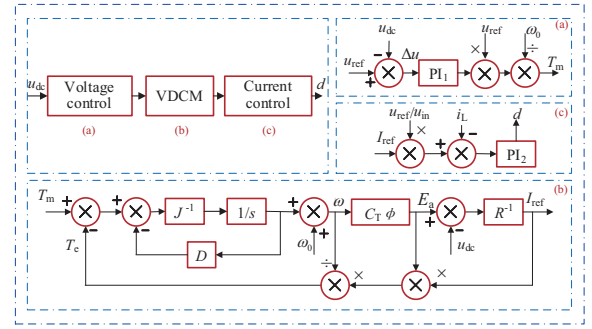 u_dc
Voltage control
VDCM
Current control
d
(a)
(b)
(c)
(a)
u_dc
u_ref
ω_0
u_ref
−
+
Δu
PI_1
×
÷
T_m
(c)
u_ref/u_in
i_L
d
I_ref
×
+
−
PI_2
(b)
T_m
+
−
+
−
J^-1
1/s
+
+
ω
C_T ϕ
E_a
+
−
R^-1
I_ref
T_e
D
ω_0
÷
×
×
u_dc